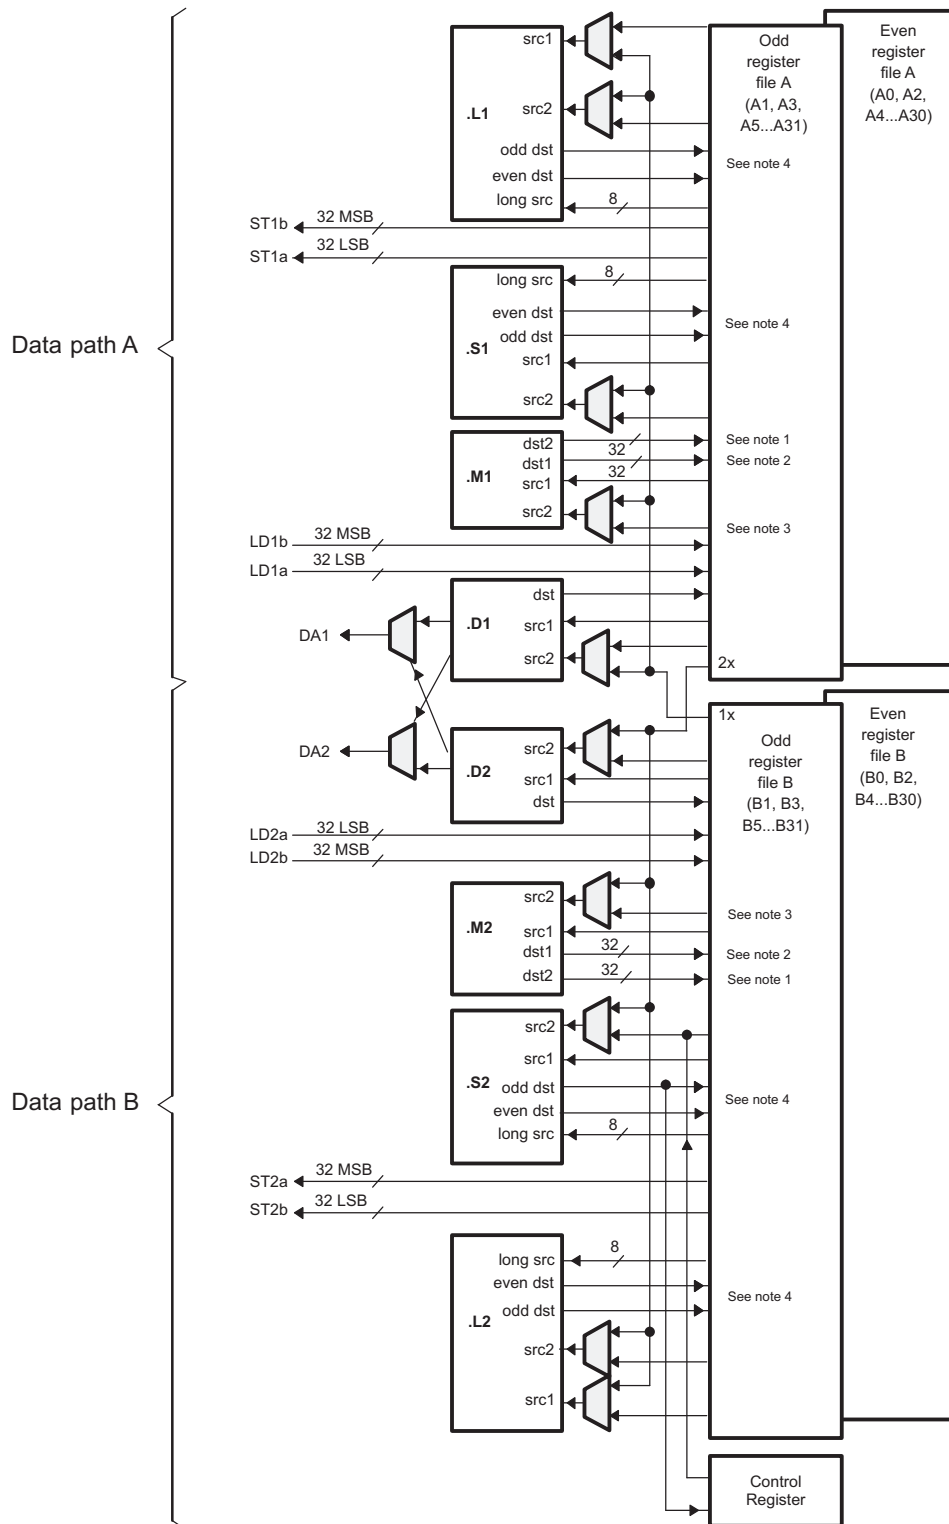 Data path A
src1
src2
.L1
odd dst
even dst
long src
8
Odd
register
file A
(A1, A3,
A5...A31)
Even
register
file A
(A0, A2,
A4...A30)
See note 4
ST1b
32 MSB
ST1a
32 LSB
long src
8
even dst
odd dst
.S1
src1
src2
See note 4
dst2
dst1
.M1
src1
src2
32
32
See note 1
See note 2
See note 3
LD1b
32 MSB
LD1a
32 LSB
dst
.D1
src1
src2
DA1
2x
1x
DA2
src2
.D2
src1
dst
Odd
register
file B
(B1, B3,
B5...B31)
Even
register
file B
(B0, B2,
B4...B30)
LD2a
32 LSB
LD2b
32 MSB
src2
.M2
src1
dst1
32
dst2
32
See note 3
See note 2
See note 1
Data path B
src2
src1
.S2
odd dst
even dst
long src
8
See note 4
ST2a
32 MSB
ST2b
32 LSB
long src
8
even dst
odd dst
.L2
src2
src1
See note 4
Control
Register